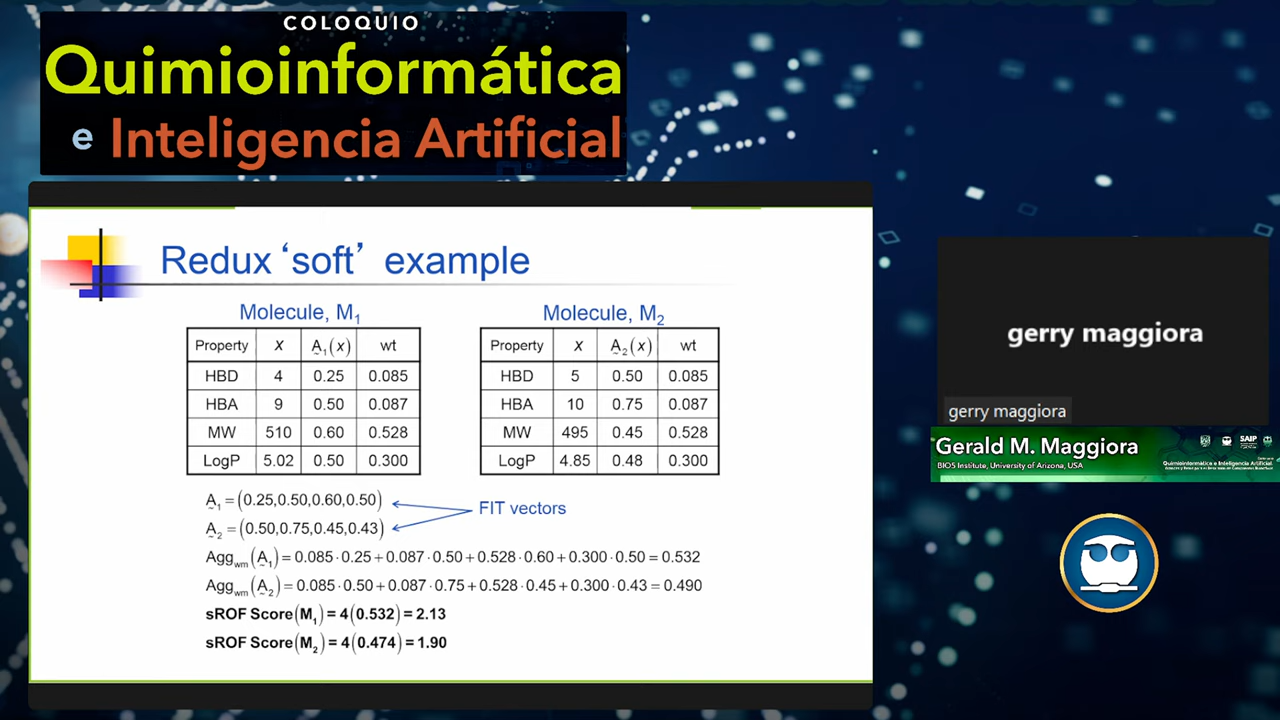 COLOQUIO
Quimioinformática
e Inteligencia Artificial
Redux ‘soft’ example
Molecule, M₁
Property x A₁(x) wt
HBD 4 0.25 0.085
HBA 9 0.50 0.087
MW 510 0.60 0.528
LogP 5.02 0.50 0.300
Molecule, M₂
Property x A₂(x) wt
HBD 5 0.50 0.085
HBA 10 0.75 0.087
MW 495 0.45 0.528
LogP 4.85 0.48 0.300
A₁ = (0.25,0.50,0.60,0.50)
A₂ = (0.50,0.75,0.45,0.43)
FIT vectors
Agg_wm(A₁) = 0.085·0.25+0.087·0.50+0.528·0.60+0.300·0.50 = 0.532
Agg_wm(A₂) = 0.085·0.50+0.087·0.75+0.528·0.45+0.300·0.43 = 0.490
sROF Score(M₁) = 4(0.532) = 2.13
sROF Score(M₂) = 4(0.474) = 1.90
gerry maggiora
gerry maggiora
Gerald M. Maggiora
BIOS Institute, University of Arizona, USA
SAIP
Quimioinformática e Inteligencia Artificial